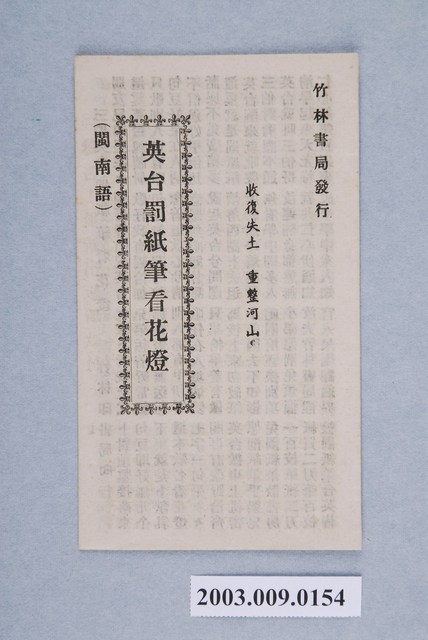 竹林書局發行
收復失土 重整河山。
英台罰紙筆看花燈
(閩南語)
2003.009.0154